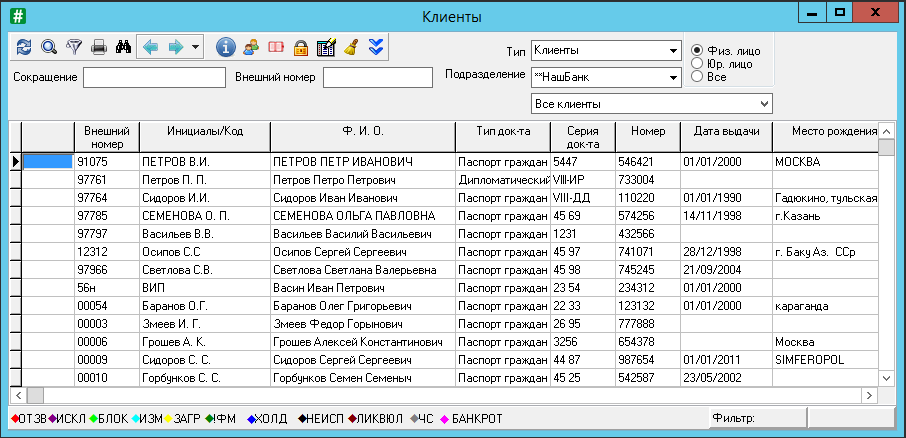 Клиенты
Тип Клиенты Физ. лицо
Юр. лицо
Сокращение Внешний номер Подразделение **НашБанк Все
Все клиенты
Внешний номер Инициалы/Код Ф. И. О. Тип док-та Серия док-та Номер Дата выдачи Место рождения
91075 ПЕТРОВ В.И. ПЕТРОВ ПЕТР ИВАНОВИЧ Паспорт граждан 5447 546421 01/01/2000 МОСКВА
97761 Петров П. П. Петров Петро Петрович Дипломатический VIII-ИР 733004
97764 Сидоров И.И. Сидоров Иван Иванович Паспорт граждан VIII-ДД 110220 01/01/1990 Гадюкино, тульская
97785 СЕМЕНОВА О. П. СЕМЕНОВА ОЛЬГА ПАВЛОВНА Паспорт граждан 45 69 574256 14/11/1998 г.Казань
97797 Васильев В.В. Васильев Василий Васильевич Паспорт граждан 1231 432566
12312 Осипов С.С Осипов Сергей Сергеевич Паспорт граждан 45 97 741071 28/12/1998 г. Баку Аз. ССр
97966 Светлова С.В. Светлова Светлана Валерьевна Паспорт граждан 45 98 745245 21/09/2004
56н ВИП Васин Иван Петрович Паспорт граждан 23 54 234312 01/01/2000
00054 Баранов О.Г. Баранов Олег Григорьевич Паспорт граждан 22 33 123132 01/01/2000 караганда
00003 Змеев И. Г. Змеев Федор Горынович Паспорт граждан 26 95 777888
00006 Грошев А. К. Грошев Алексей Константинович Паспорт граждан 3256 654378 Москва
00009 Сидоров С. С. Сидоров Сергей Сергеевич Паспорт граждан 44 87 987654 01/01/2011 SIMFEROPOL
00010 Горбунков С. С. Горбунков Семен Семеныч Паспорт граждан 45 25 542587 23/05/2002
ОТЗВ ИСКЛ БЛОК ИЗМ ЗАГР !ФМ ХОЛД НЕИСП ЛИКВЮЛ ЧС БАНКРОТ Фильтр: